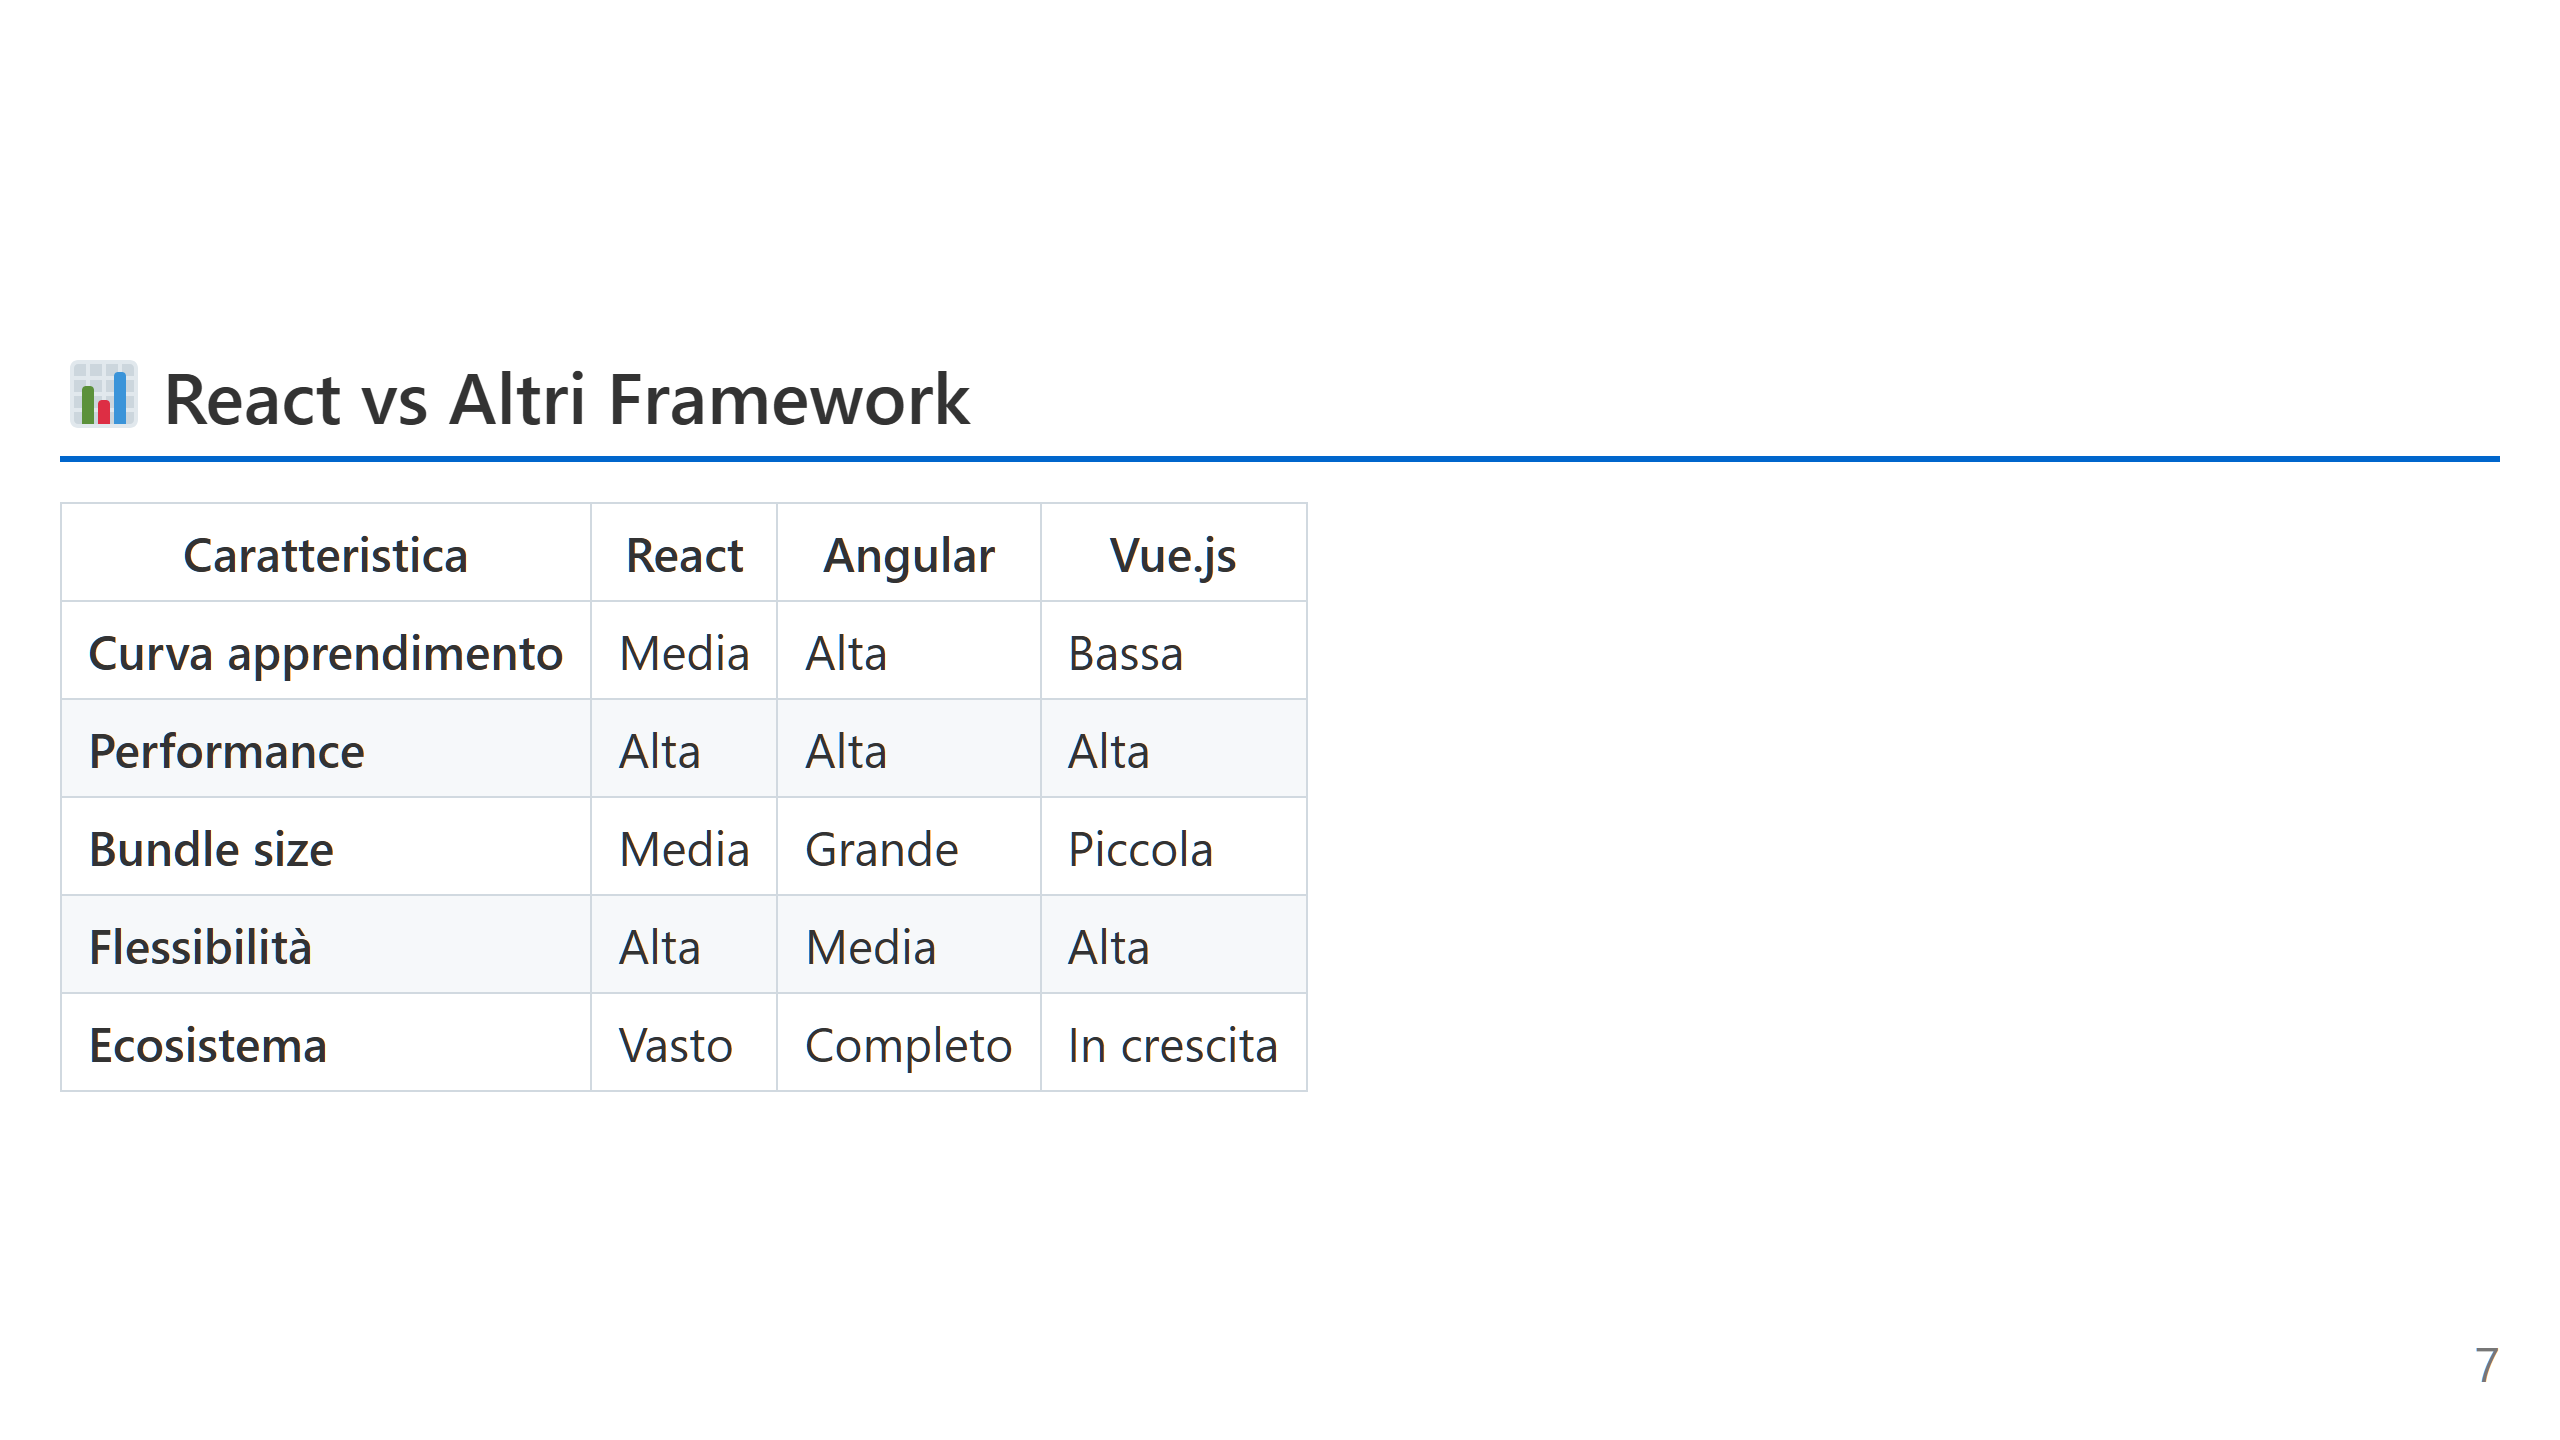 React vs Altri Framework
Caratteristica React Angular Vue.js
Curva apprendimento Media Alta Bassa
Performance Alta Alta Alta
Bundle size Media Grande Piccola
Flessibilità Alta Media Alta
Ecosistema Vasto Completo In crescita
7